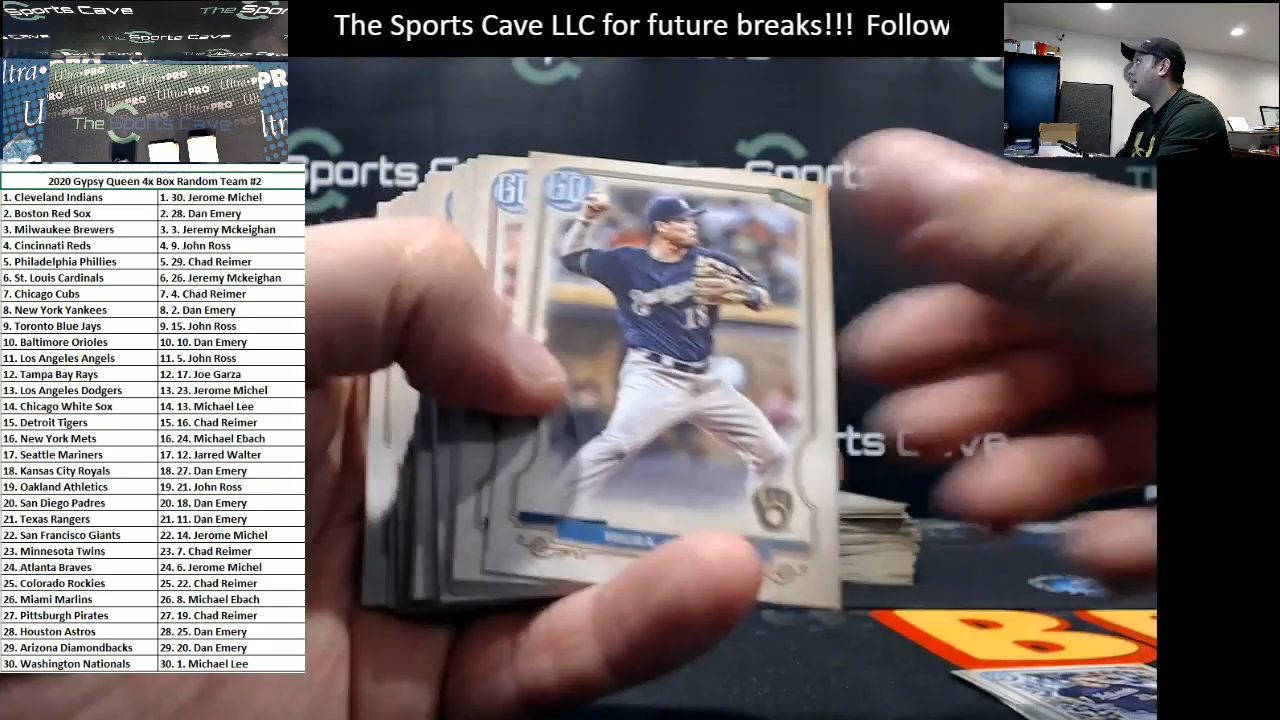 The Sports Cave LLC for future breaks!!! Follow
The Spo
Ultra PRO
The Sports Cave
2020 Gypsy Queen 4x Box Random Team #2
1. Cleveland Indians 1. 30. Jerome Michel
2. Boston Red Sox 2. 28. Dan Emery
3. Milwaukee Brewers 3. 3. Jeremy Mckeighan
4. Cincinnati Reds 4. 9. John Ross
5. Philadelphia Phillies 5. 29. Chad Reimer
6. St. Louis Cardinals 6. 26. Jeremy Mckeighan
7. Chicago Cubs 7. 4. Chad Reimer
8. New York Yankees 8. 2. Dan Emery
9. Toronto Blue Jays 9. 15. John Ross
10. Baltimore Orioles 10. 10. Dan Emery
11. Los Angeles Angels 11. 5. John Ross
12. Tampa Bay Rays 12. 17. Joe Garza
13. Los Angeles Dodgers 13. 23. Jerome Michel
14. Chicago White Sox 14. 13. Michael Lee
15. Detroit Tigers 15. 16. Chad Reimer
16. New York Mets 16. 24. Michael Ebach
17. Seattle Mariners 17. 12. Jarred Walter
18. Kansas City Royals 18. 27. Dan Emery
19. Oakland Athletics 19. 21. John Ross
20. San Diego Padres 20. 18. Dan Emery
21. Texas Rangers 21. 11. Dan Emery
22. San Francisco Giants 22. 14. Jerome Michel
23. Minnesota Twins 23. 7. Chad Reimer
24. Atlanta Braves 24. 6. Jerome Michel
25. Colorado Rockies 25. 22. Chad Reimer
26. Miami Marlins 26. 8. Michael Ebach
27. Pittsburgh Pirates 27. 19. Chad Reimer
28. Houston Astros 28. 25. Dan Emery
29. Arizona Diamondbacks 29. 20. Dan Emery
30. Washington Nationals 30. 1. Michael Lee
Sports
GQ
GQ
18